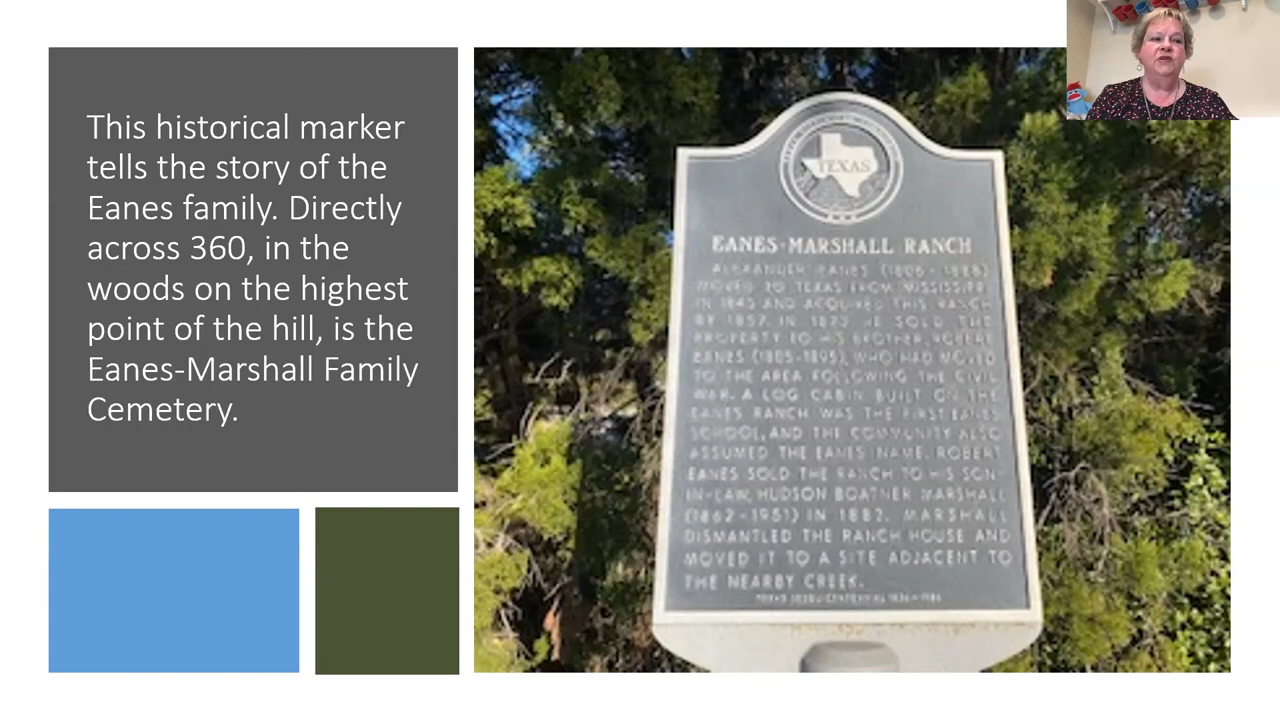 This historical marker
tells the story of the
Eanes family. Directly
across 360, in the
woods on the highest
point of the hill, is the
Eanes-Marshall Family
Cemetery.
TEXAS
EANES-MARSHALL RANCH
ALEXANDER EANES (1806-1888)
MOVED TO TEXAS FROM MISSISSIPPI
IN 1845 AND ACQUIRED THIS RANCH
BY 1857. IN 1873 HE SOLD THE
PROPERTY TO HIS BROTHER, ROBERT
EANES (1805-1895), WHO HAD MOVED
TO THE AREA FOLLOWING THE CIVIL
WAR. A LOG CABIN BUILT ON THE
EANES RANCH WAS THE FIRST EANES
SCHOOL, AND THE COMMUNITY ALSO
ASSUMED THE EANES NAME. ROBERT
EANES SOLD THE RANCH TO HIS SON-
IN-LAW, HUDSON BOATNER MARSHALL
(1862-1951) IN 1882. MARSHALL
DISMANTLED THE RANCH HOUSE AND
MOVED IT TO A SITE ADJACENT TO
THE NEARBY CREEK.
TEXAS SESQUICENTENNIAL 1836-1986